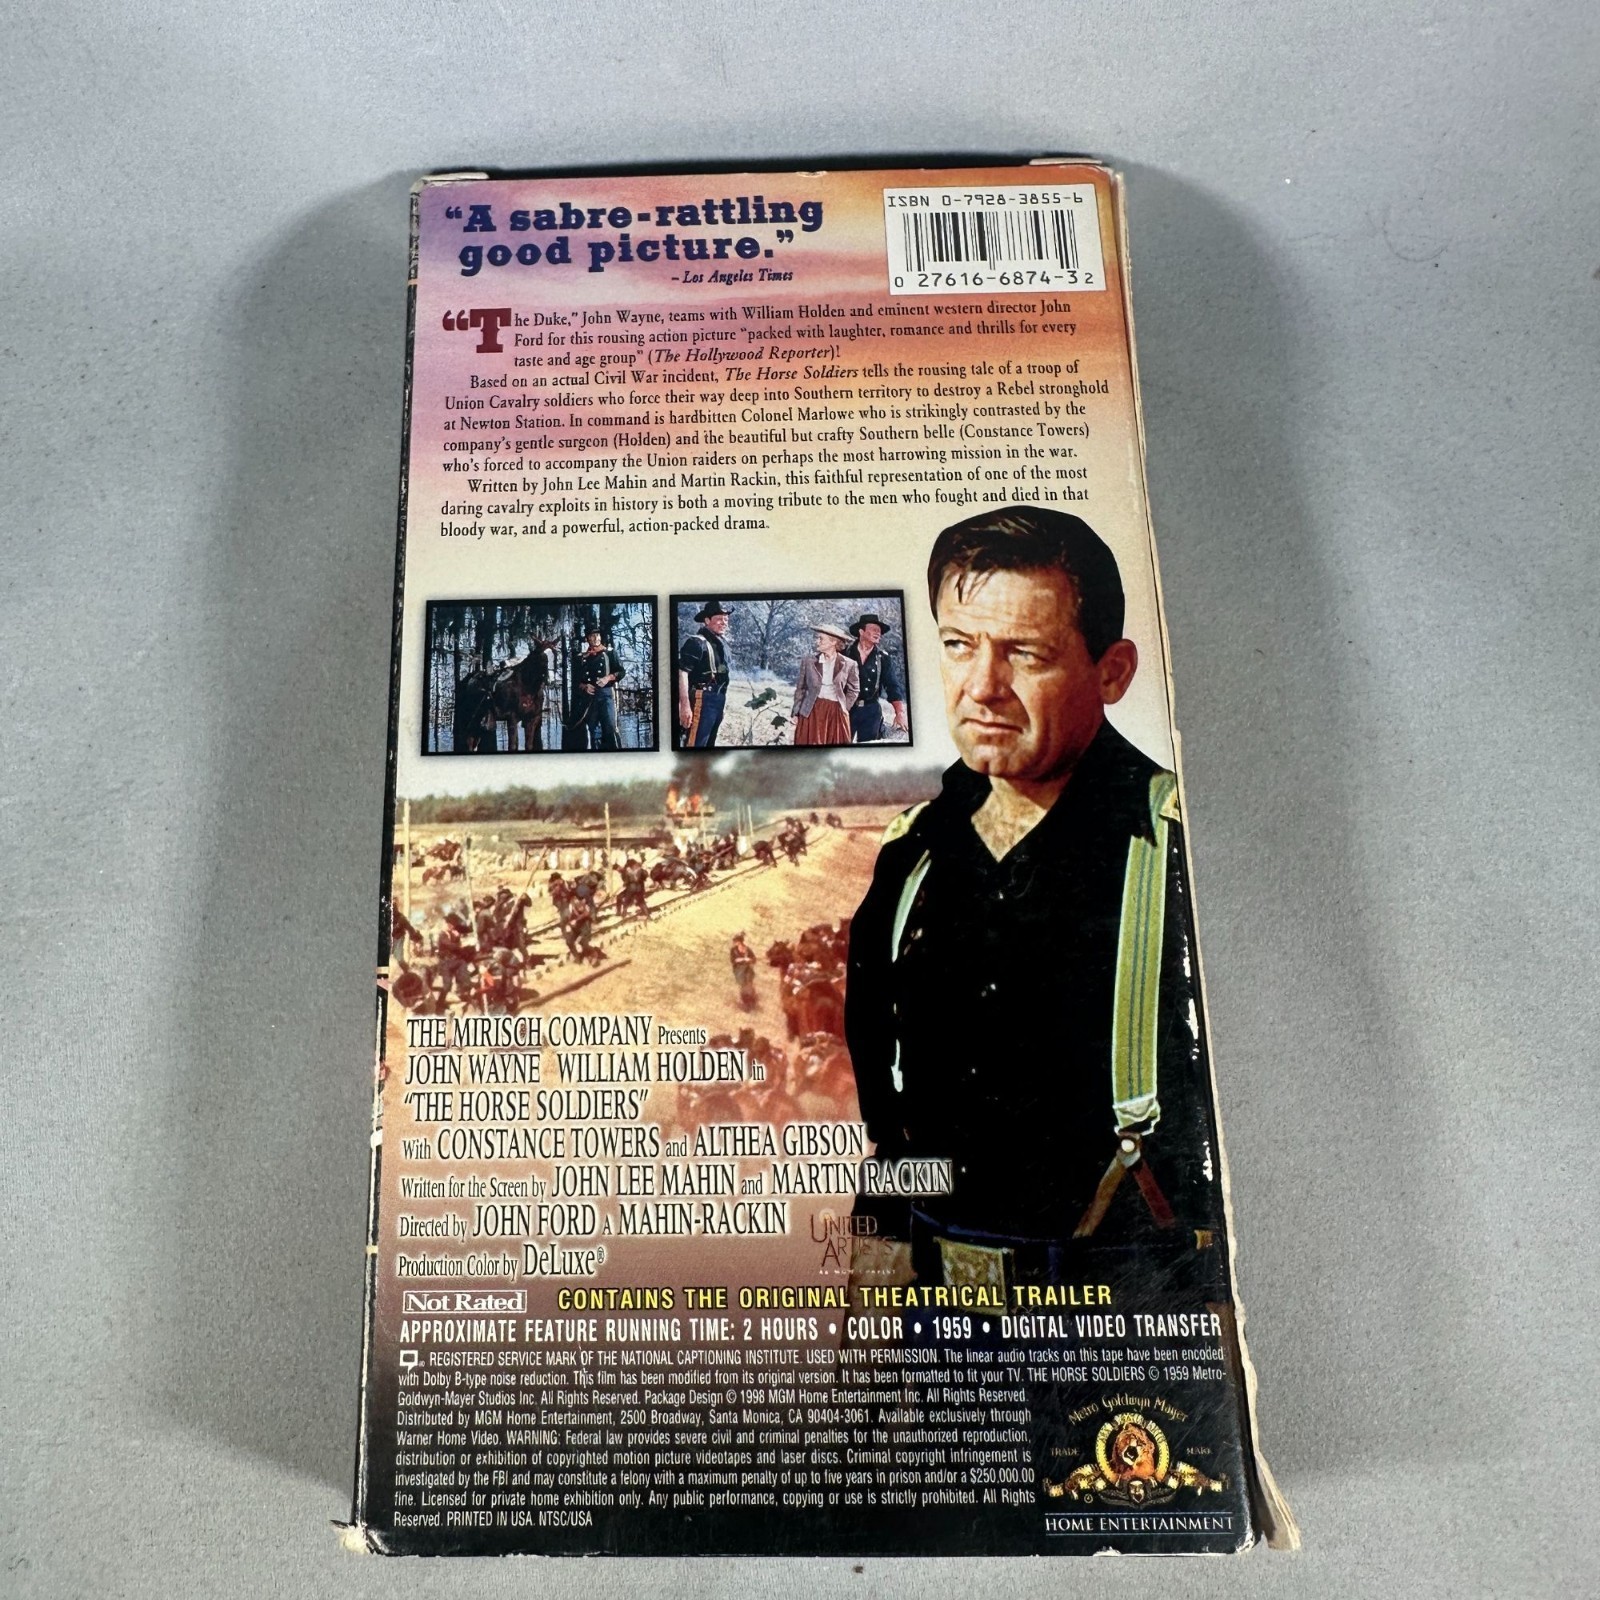 “A sabre-rattling
good picture.”
– Los Angeles Times
ISBN 0-7928-3855-6
0 27616-6874-3 2
“The Duke,” John Wayne, teams with William Holden and eminent western director John
Ford for this rousing action picture “packed with laughter, romance and thrills for every
taste and age group” (The Hollywood Reporter)!
Based on an actual Civil War incident, The Horse Soldiers tells the rousing tale of a troop of
Union Cavalry soldiers who force their way deep into Southern territory to destroy a Rebel stronghold
at Newton Station. In command is hardbitten Colonel Marlowe who is strikingly contrasted by the
company’s gentle surgeon (Holden) and the beautiful but crafty Southern belle (Constance Towers)
who’s forced to accompany the Union raiders on perhaps the most harrowing mission in the war.
Written by John Lee Mahin and Martin Rackin, this faithful representation of one of the most
daring cavalry exploits in history is both a moving tribute to the men who fought and died in that
bloody war, and a powerful, action-packed drama.
THE MIRISCH COMPANY Presents
JOHN WAYNE WILLIAM HOLDEN in
“THE HORSE SOLDIERS”
With CONSTANCE TOWERS and ALTHEA GIBSON
Written for the Screen by JOHN LEE MAHIN and MARTIN RACKIN
Directed by JOHN FORD A MAHIN-RACKIN
Production Color by DeLuxe®
UNITED
ARTISTS
Not Rated
CONTAINS THE ORIGINAL THEATRICAL TRAILER
APPROXIMATE FEATURE RUNNING TIME: 2 HOURS • COLOR • 1959 • DIGITAL VIDEO TRANSFER
REGISTERED SERVICE MARK OF THE NATIONAL CAPTIONING INSTITUTE. USED WITH PERMISSION. The linear audio tracks on this tape have been encoded
with Dolby B-type noise reduction. This film has been modified from its original version. It has been formatted to fit your TV. THE HORSE SOLDIERS © 1959 Metro-
Goldwyn-Mayer Studios Inc. All Rights Reserved. Package Design © 1998 MGM Home Entertainment Inc. All Rights Reserved.
Distributed by MGM Home Entertainment, 2500 Broadway, Santa Monica, CA 90404-3061. Available exclusively through
Warner Home Video. WARNING: Federal law provides severe civil and criminal penalties for the unauthorized reproduction,
distribution or exhibition of copyrighted motion picture videotapes and laser discs. Criminal copyright infringement is
investigated by the FBI and may constitute a felony with a maximum penalty of up to five years in prison and/or a $250,000.00
fine. Licensed for private home exhibition only. Any public performance, copying or use is strictly prohibited. All Rights
Reserved. PRINTED IN USA. NTSC/USA
Metro Goldwyn Mayer
TRADE MARK
HOME ENTERTAINMENT